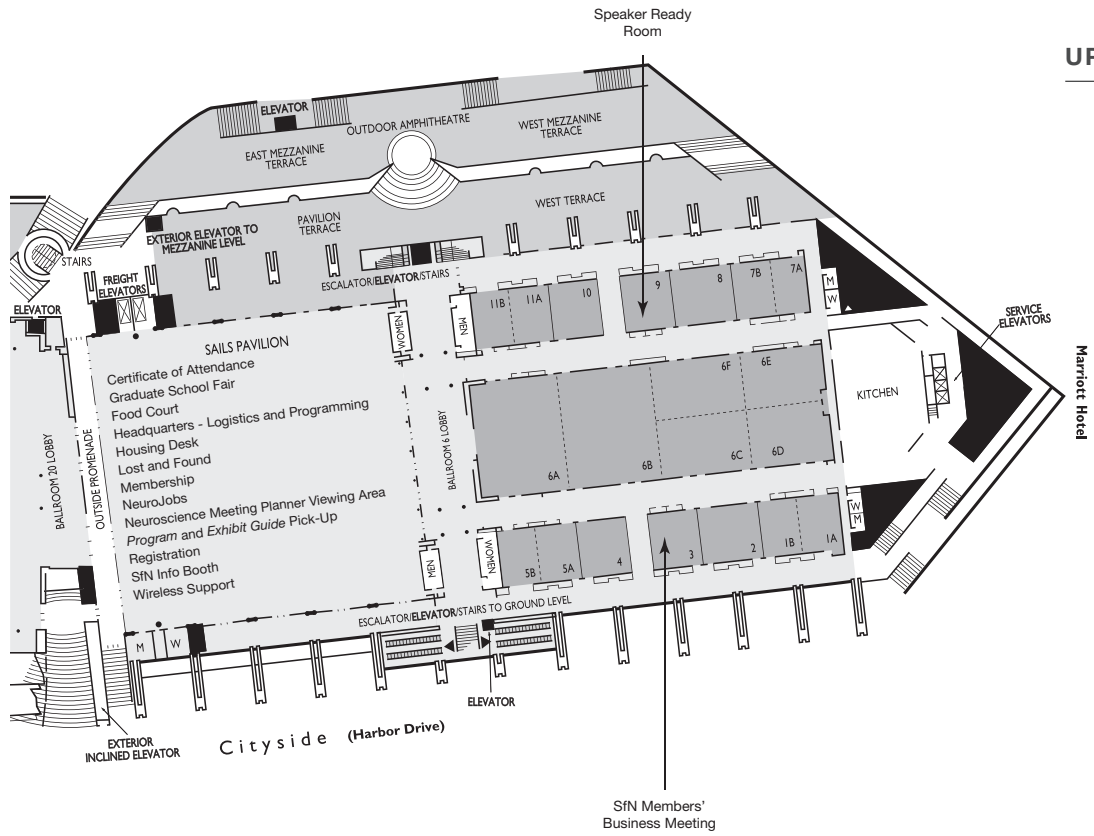 Speaker Ready
Room
UP
ELEVATOR
OUTDOOR AMPHITHEATRE
WEST MEZZANINE
TERRACE
EAST MEZZANINE
TERRACE
WEST TERRACE
PAVILION
TERRACE
EXTERIOR ELEVATOR TO
MEZZANINE LEVEL
STAIRS
FREIGHT
ELEVATORS
ESCALATOR/ELEVATOR/STAIRS
ELEVATOR
9
8
7B
7A
11B
11A
10
M
W
WOMEN
MEN
SERVICE
ELEVATORS
SAILS PAVILION
Certificate of Attendance
Graduate School Fair
Food Court
Headquarters - Logistics and Programming
Housing Desk
Lost and Found
Membership
NeuroJobs
Neuroscience Meeting Planner Viewing Area
Program and Exhibit Guide Pick-Up
Registration
SfN Info Booth
Wireless Support
6F
6E
KITCHEN
Marriott Hotel
BALLROOM 20 LOBBY
OUTSIDE PROMENADE
BALLROOM 6 LOBBY
6A
6B
6C
6D
W
M
MEN
WOMEN
5B
5A
4
3
2
1B
1A
ESCALATOR/ELEVATOR/STAIRS TO GROUND LEVEL
M
W
ELEVATOR
EXTERIOR
INCLINED ELEVATOR
Cityside (Harbor Drive)
SfN Members'
Business Meeting